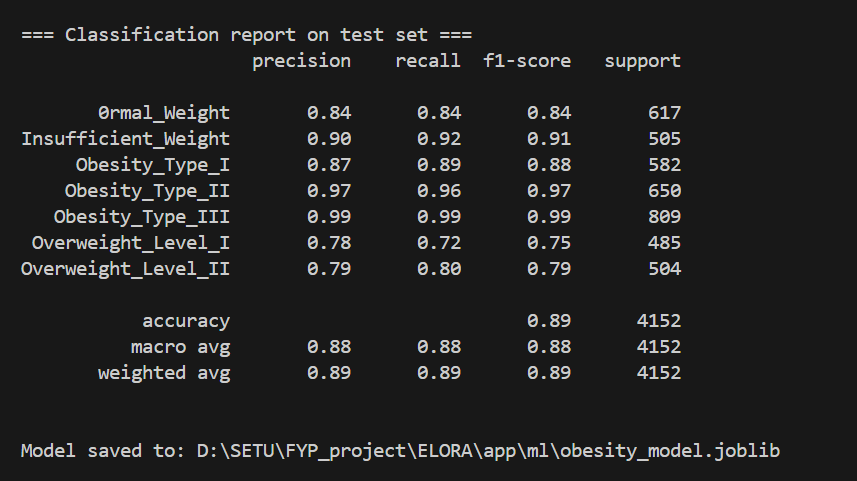 === Classification report on test set ===
precision recall f1-score support
0rmal_Weight 0.84 0.84 0.84 617
Insufficient_Weight 0.90 0.92 0.91 505
Obesity_Type_I 0.87 0.89 0.88 582
Obesity_Type_II 0.97 0.96 0.97 650
Obesity_Type_III 0.99 0.99 0.99 809
Overweight_Level_I 0.78 0.72 0.75 485
Overweight_Level_II 0.79 0.80 0.79 504
accuracy 0.89 4152
macro avg 0.88 0.88 0.88 4152
weighted avg 0.89 0.89 0.89 4152
Model saved to: D:\SETU\FYP_project\ELORA\app\ml\obesity_model.joblib